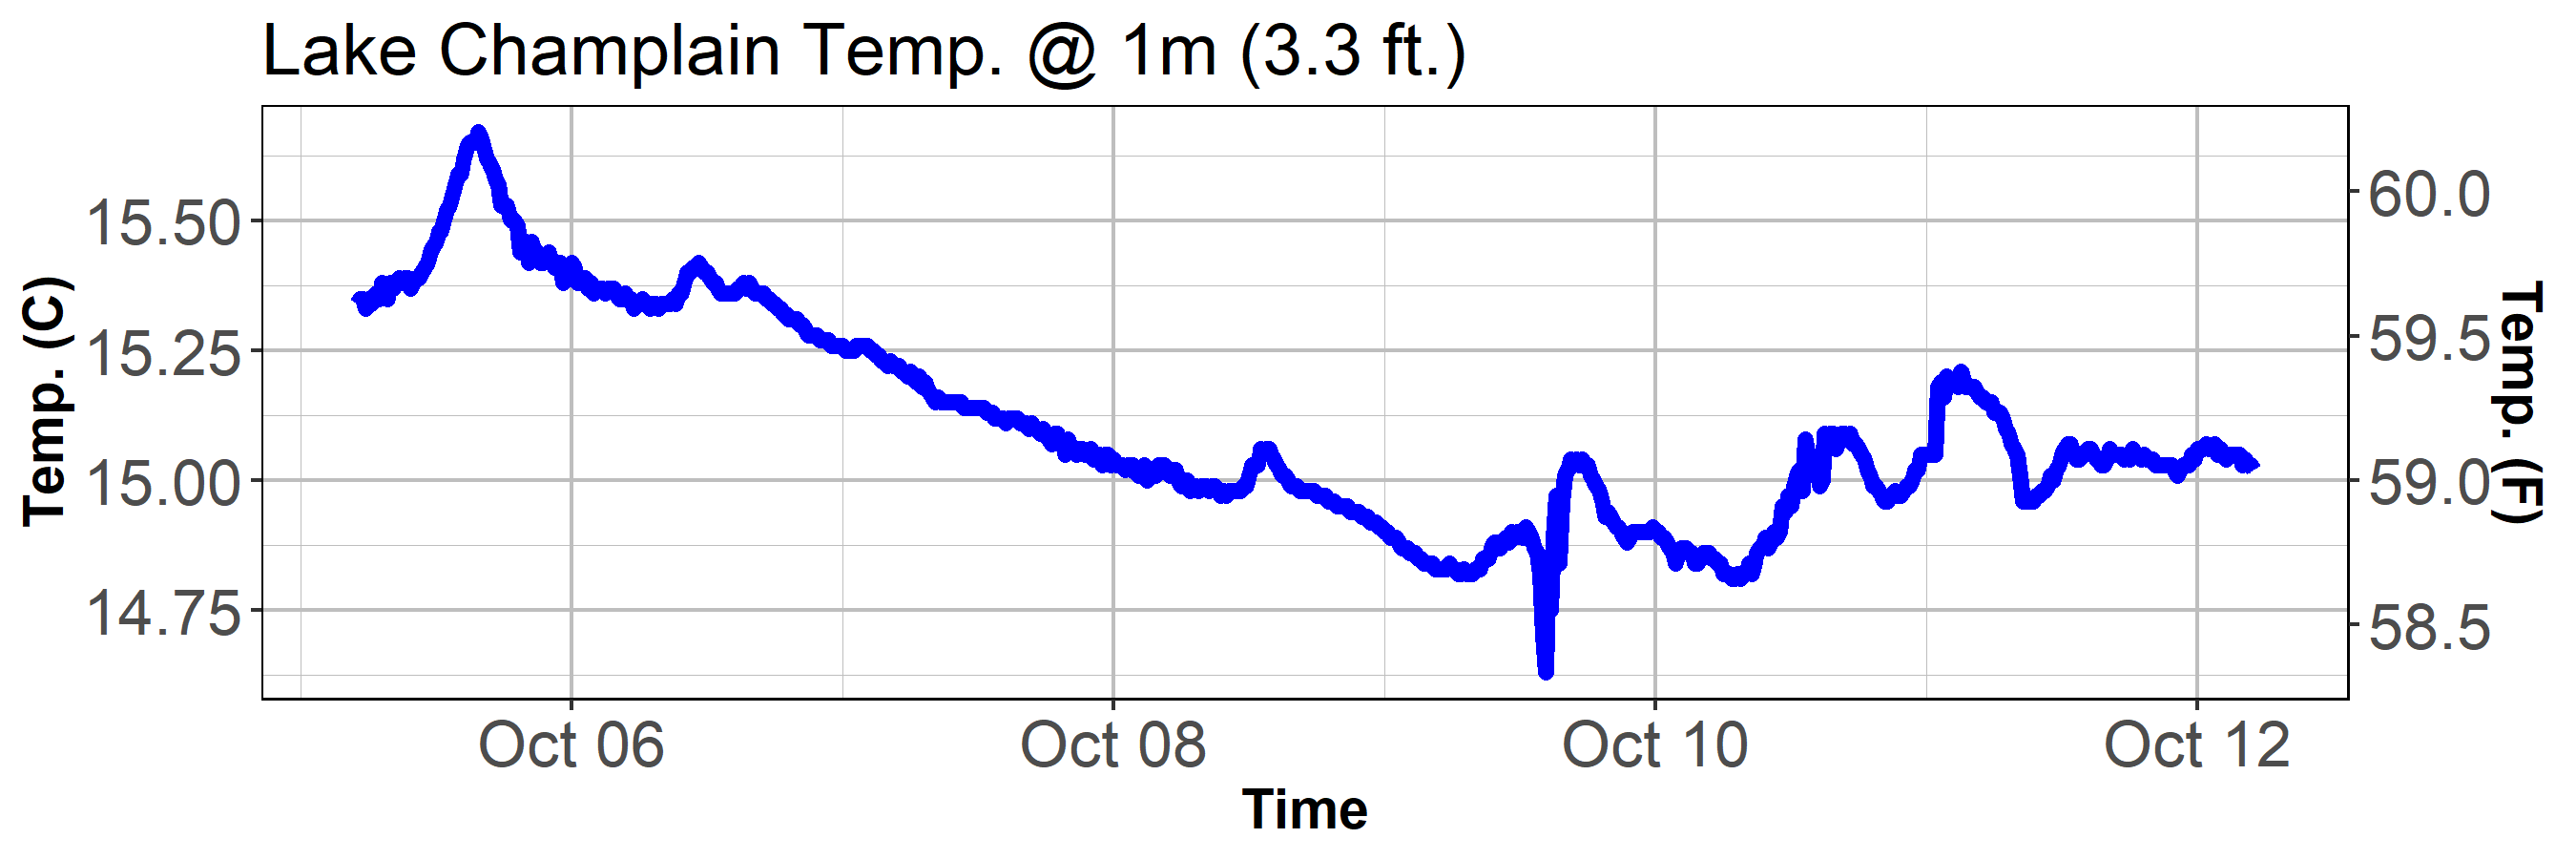 Lake Champlain Temp. @ 1m (3.3 ft.)
Temp. (C)
15.50
15.25
15.00
14.75
60.0
59.5
59.0
58.5
Temp. (F)
Oct 06
Oct 08
Oct 10
Oct 12
Time